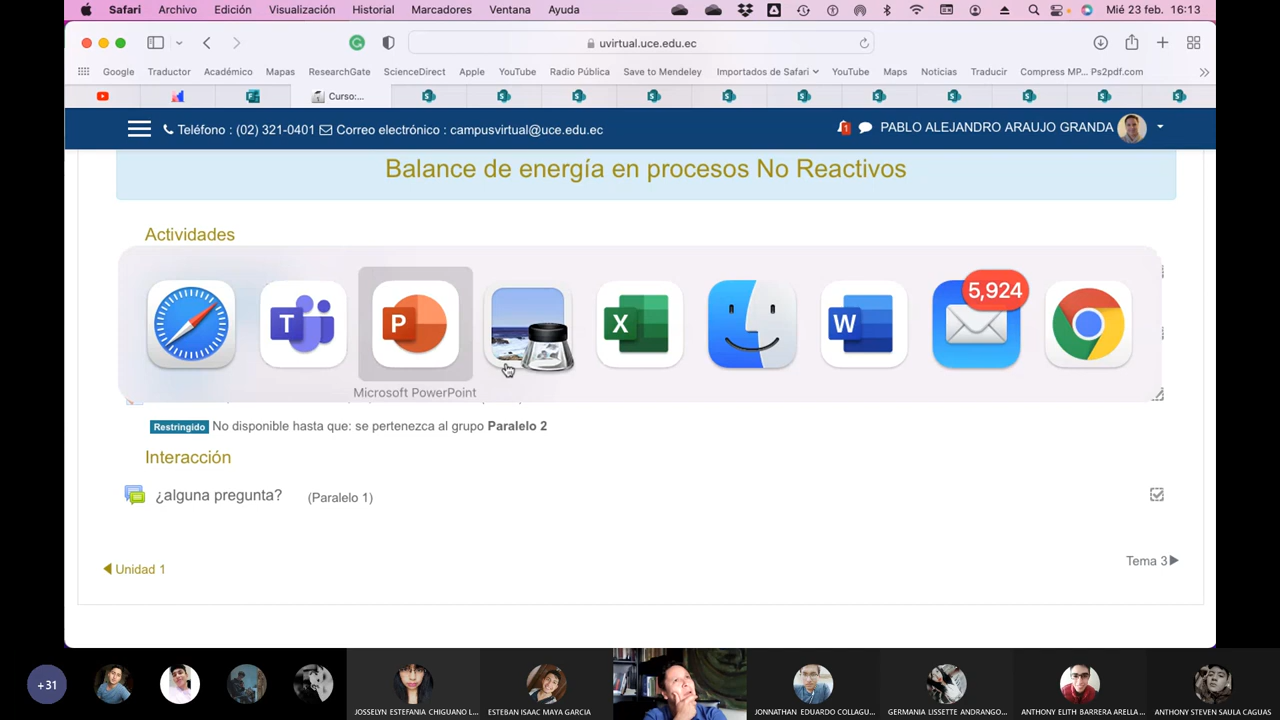 Safari Archivo Edición Visualización Historial Marcadores Ventana Ayuda Mié 23 feb. 16:13
uvirtual.uce.edu.ec
Google Traductor Académico Mapas ResearchGate ScienceDirect Apple YouTube Radio Pública Save to Mendeley Importados de Safari YouTube Maps Noticias Traducir Compress MP... Ps2pdf.com
Curso:...
Teléfono : (02) 321-0401 Correo electrónico : campusvirtual@uce.edu.ec 1 PABLO ALEJANDRO ARAUJO GRANDA
Balance de energía en procesos No Reactivos
Actividades
5,924
T P X W
Microsoft PowerPoint
Restringido No disponible hasta que: se pertenezca al grupo Paralelo 2
Interacción
¿alguna pregunta? (Paralelo 1)
Unidad 1 Tema 3
+31
JOSSELYN ESTEFANIA CHIGUANO L... ESTEBAN ISAAC MAYA GARCIA JONNATHAN EDUARDO COLLAGU... GERMANIA LISSETTE ANDRANGO... ANTHONY ELITH BARRERA ARELLA... ANTHONY STEVEN SAULA CAGUAS